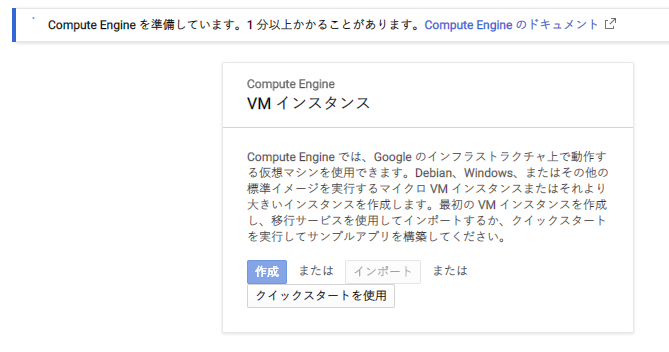 Compute Engine を準備しています。1 分以上かかることがあります。Compute Engine のドキュメント
Compute Engine
VM インスタンス
Compute Engine では、Google のインフラストラクチャ上で動作す
る仮想マシンを使用できます。Debian、Windows、またはその他の
標準イメージを実行するマイクロ VM インスタンスまたはそれより
大きいインスタンスを作成します。最初の VM インスタンスを作成
し、移行サービスを使用してインポートするか、クイックスタート
を実行してサンプルアプリを構築してください。
作成 または インポート または
クイックスタートを使用